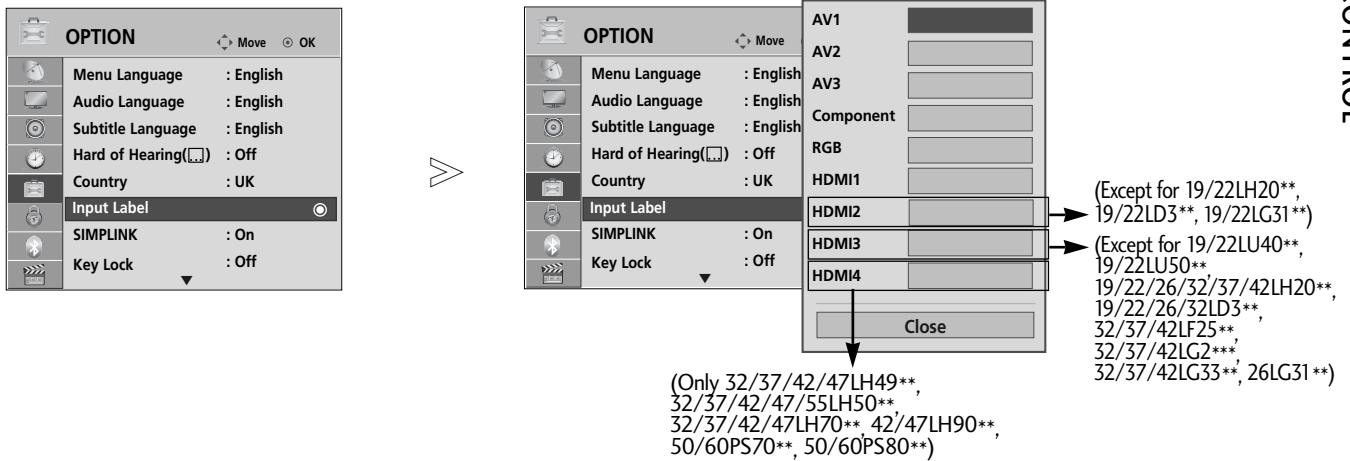 OPTION
Move OK
Menu Language : English
Audio Language : English
Subtitle Language : English
Hard of Hearing( ) : Off
Country : UK
Input Label
SIMPLINK : On
Key Lock : Off
OPTION
Move
Menu Language : English
Audio Language : English
Subtitle Language : English
Hard of Hearing( ) : Off
Country : UK
Input Label
SIMPLINK : On
Key Lock : Off
AV1
AV2
AV3
Component
RGB
HDMI1
HDMI2
HDMI3
HDMI4
Close
(Except for 19/22LH20**,
19/22LD3**, 19/22LG31**)
(Except for 19/22LU40**,
19/22LU50**,
19/22/26/32/37/42LH20**,
19/22/26/32LD3**,
32/37/42LF25**,
32/37/42LG2***,
32/37/42LG33**, 26LG31**)
(Only 32/37/42/47LH49**,
32/37/42/47/55LH50**,
32/37/42/47LH70**, 42/47LH90**,
50/60PS70**, 50/60PS80**)